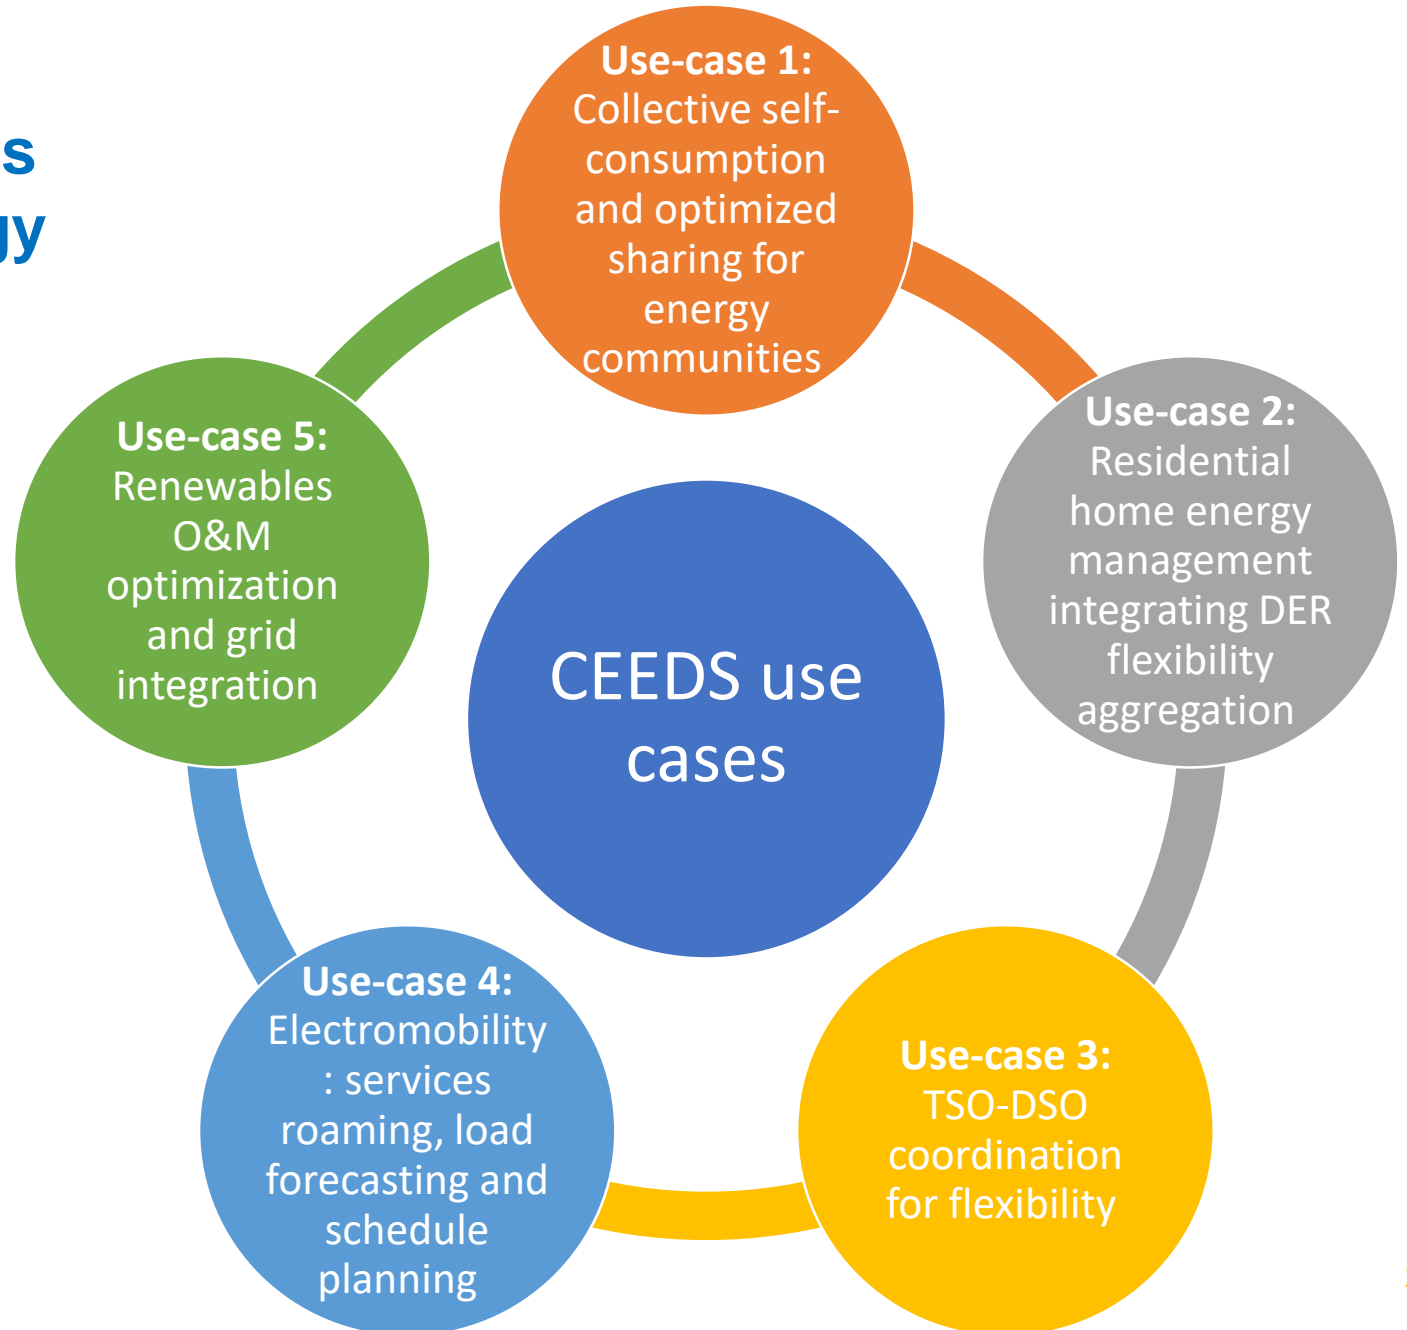 s
gy
Use-case 1:
Collective self-
consumption
and optimized
sharing for
energy
communities
Use-case 2:
Residential
home energy
management
integrating DER
flexibility
aggregation
Use-case 3:
TSO-DSO
coordination
for flexibility
Use-case 4:
Electromobility
: services
roaming, load
forecasting and
schedule
planning
Use-case 5:
Renewables
O&M
optimization
and grid
integration
CEEDS use
cases